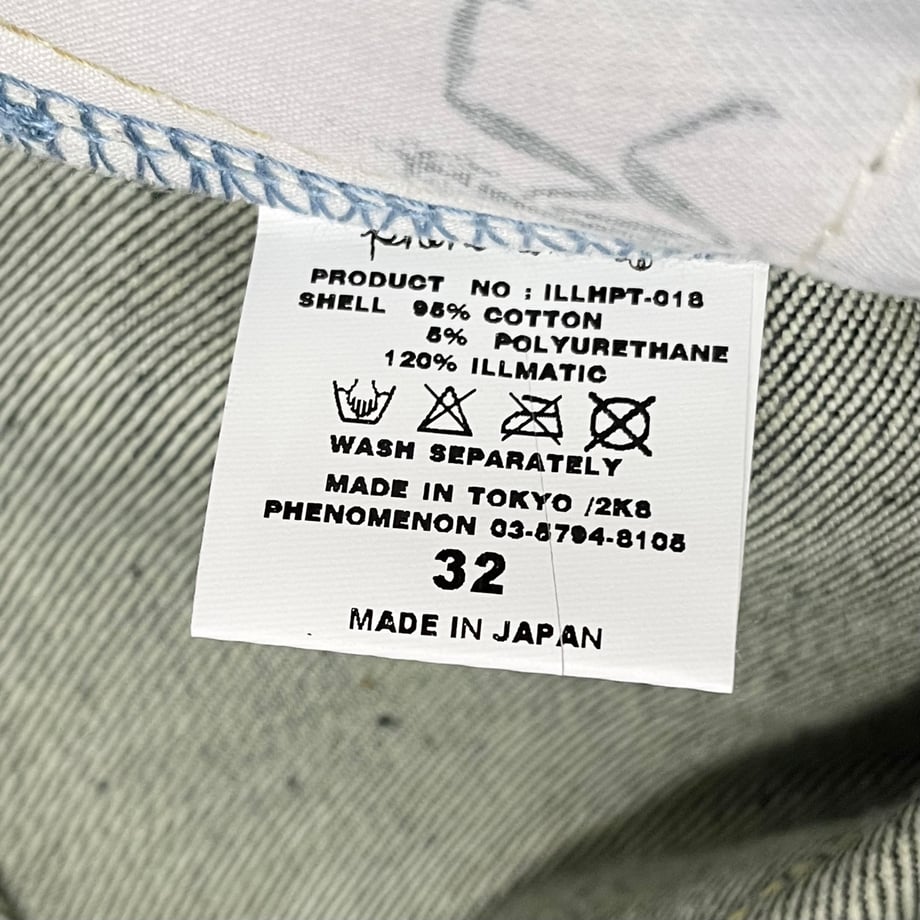 PRODUCT NO : ILLHPT-018
SHELL 95% COTTON
5% POLYURETHANE
120% ILLMATIC
WASH SEPARATELY
MADE IN TOKYO /2K8
PHENOMENON 03-5794-8105
32
MADE IN JAPAN